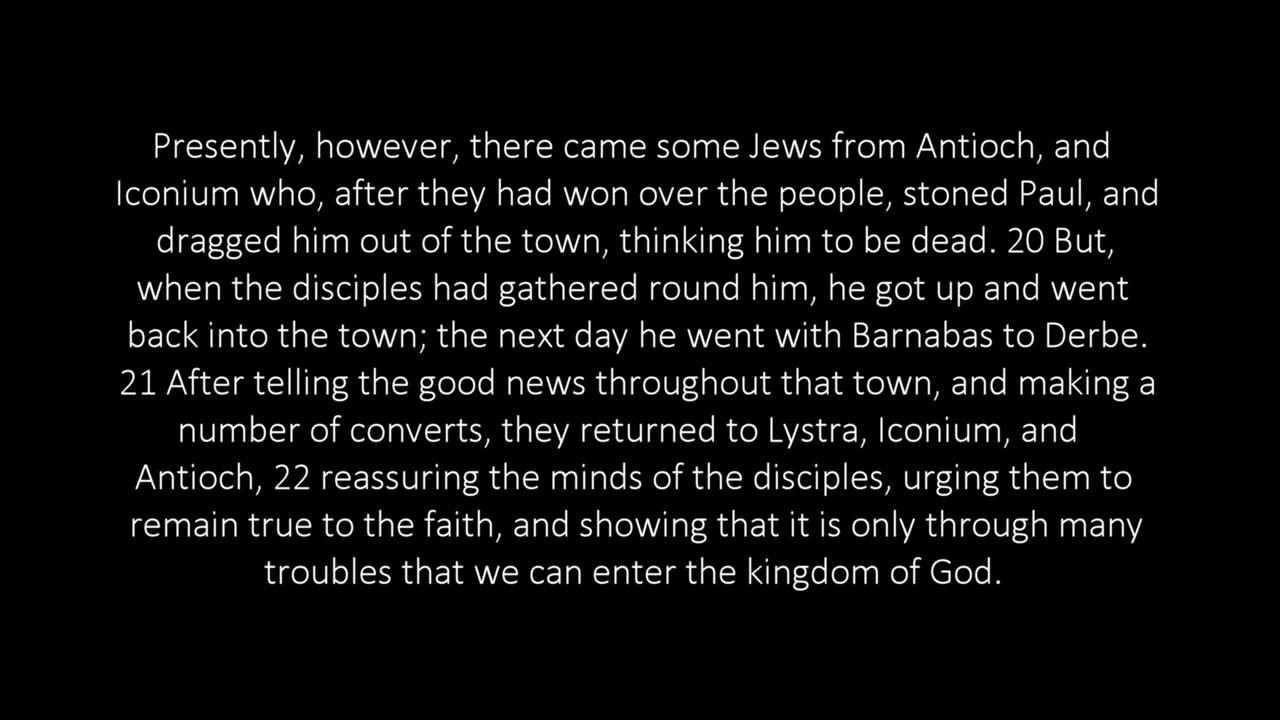 Presently, however, there came some Jews from Antioch, and
Iconium who, after they had won over the people, stoned Paul, and
dragged him out of the town, thinking him to be dead. 20 But,
when the disciples had gathered round him, he got up and went
back into the town; the next day he went with Barnabas to Derbe.
21 After telling the good news throughout that town, and making a
number of converts, they returned to Lystra, Iconium, and
Antioch, 22 reassuring the minds of the disciples, urging them to
remain true to the faith, and showing that it is only through many
troubles that we can enter the kingdom of God.